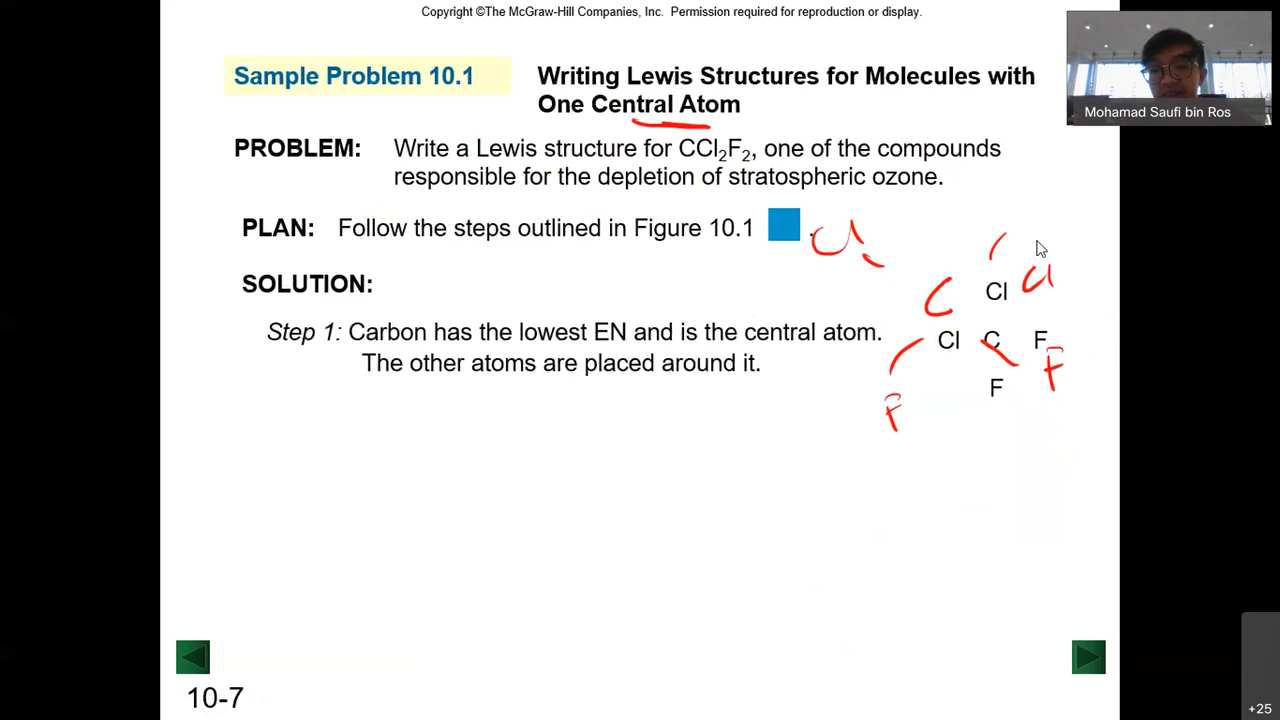 Copyright ©The McGraw-Hill Companies, Inc. Permission required for reproduction or display.
Sample Problem 10.1
Writing Lewis Structures for Molecules with
One Central Atom
Mohamad Saufi bin Ros
PROBLEM: Write a Lewis structure for CCl₂F₂, one of the compounds
responsible for the depletion of stratospheric ozone.
PLAN: Follow the steps outlined in Figure 10.1 .
Cl
SOLUTION:
C Cl Cl
Step 1: Carbon has the lowest EN and is the central atom.
Cl C F
The other atoms are placed around it.
F
F
F
10-7
+25